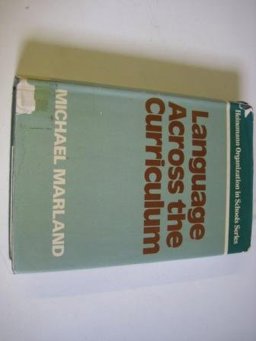 Heinemann Organization in Schools Series
Language
Across the
Curriculum
MICHAEL MARLAND